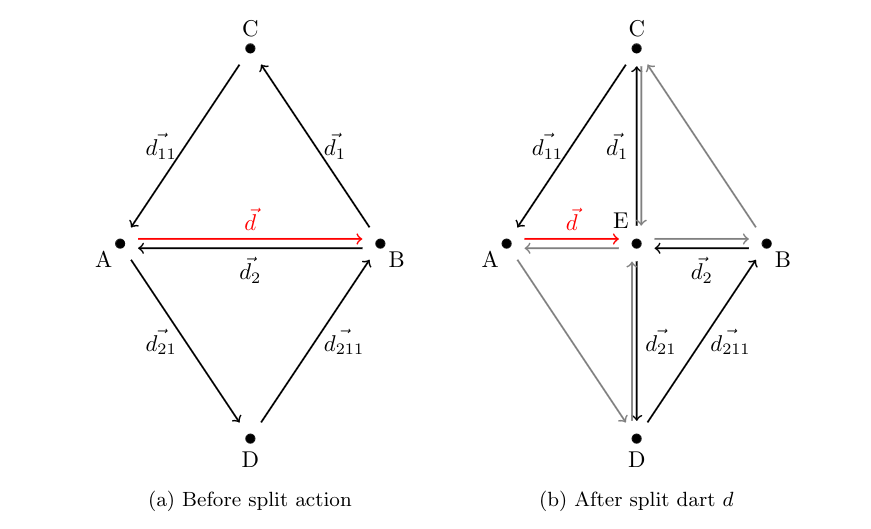 C
C
d⃗₁₁
d⃗₁
d⃗₁₁
d⃗₁
d⃗
d⃗
E
A
d⃗₂
B
A
d⃗₂
B
d⃗₂₁
d⃗₂₁₁
d⃗₂₁
d⃗₂₁₁
D
D
(a) Before split action
(b) After split dart d